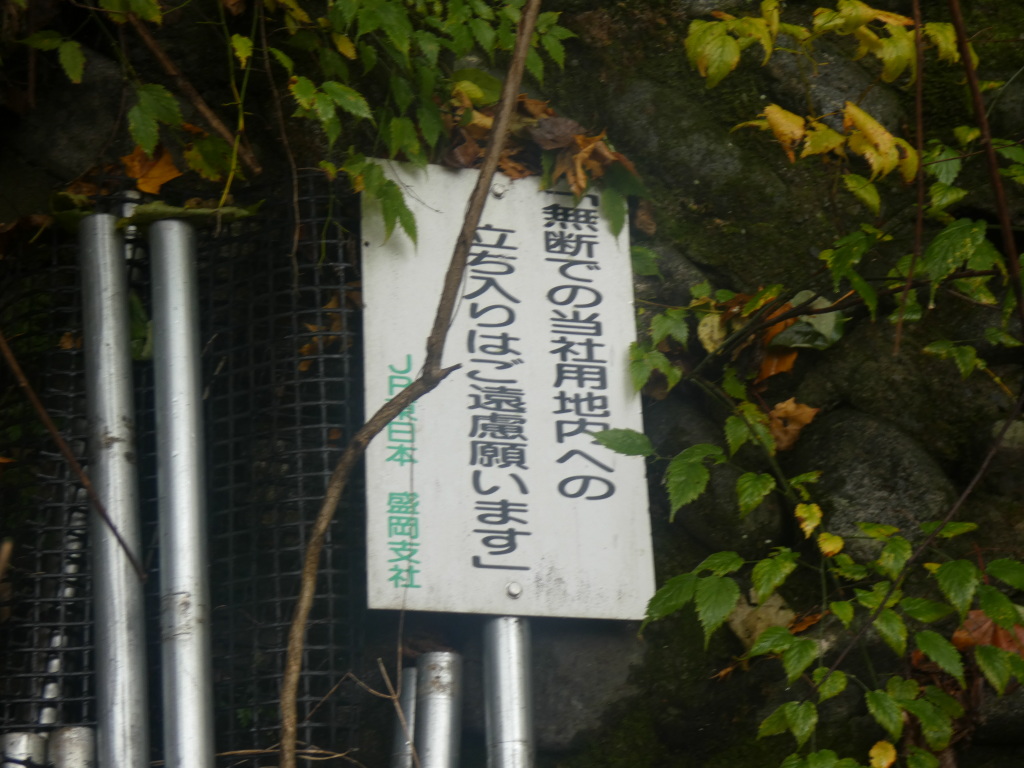 「無断での当社用地内への
立ち入りはご遠慮願います」
JR東日本 盛岡支社